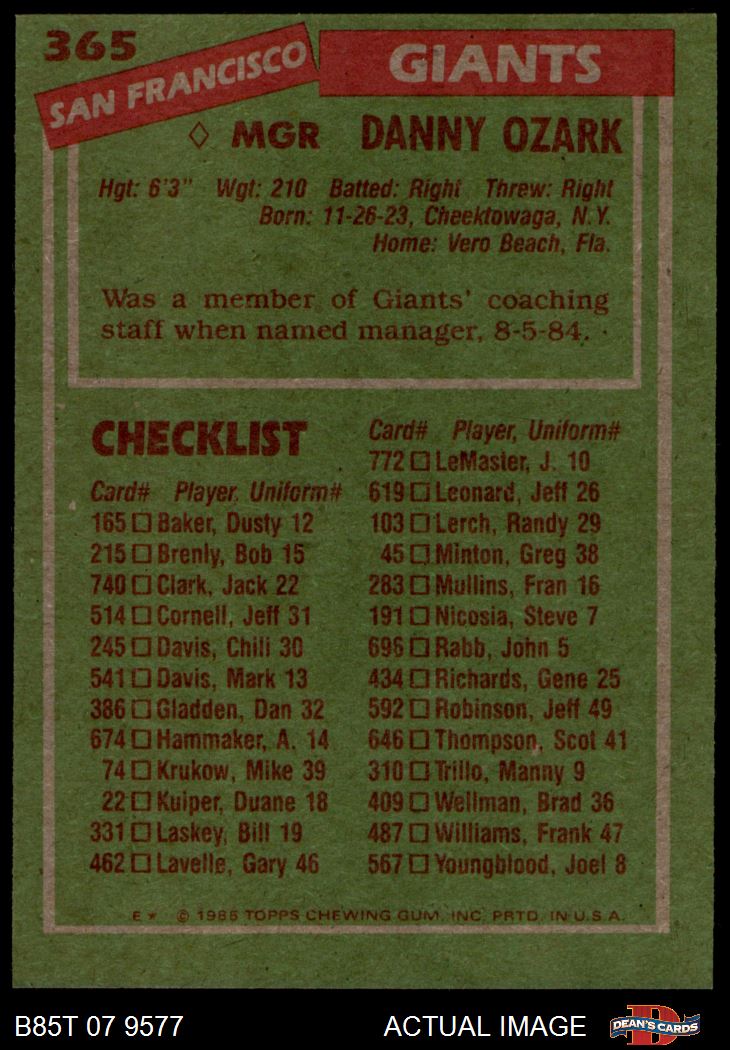 365
SAN FRANCISCO
GIANTS
◊ MGR DANNY OZARK
Hgt: 6'3" Wgt: 210 Batted: Right Threw: Right
Born: 11-26-23, Cheektowaga, N.Y.
Home: Vero Beach, Fla.
Was a member of Giants' coaching
staff when named manager, 8-5-84.
CHECKLIST
Card# Player, Uniform#
165 □ Baker, Dusty 12
215 □ Brenly, Bob 15
740 □ Clark, Jack 22
514 □ Cornell, Jeff 31
245 □ Davis, Chili 30
541 □ Davis, Mark 13
386 □ Gladden, Dan 32
674 □ Hammaker, A. 14
74 □ Krukow, Mike 39
22 □ Kuiper, Duane 18
331 □ Laskey, Bill 19
462 □ Lavelle, Gary 46
Card# Player, Uniform#
772 □ LeMaster, J. 10
619 □ Leonard, Jeff 26
103 □ Lerch, Randy 29
45 □ Minton, Greg 38
283 □ Mullins, Fran 16
191 □ Nicosia, Steve 7
696 □ Rabb, John 5
434 □ Richards, Gene 25
592 □ Robinson, Jeff 49
646 □ Thompson, Scot 41
310 □ Trillo, Manny 9
409 □ Wellman, Brad 36
487 □ Williams, Frank 47
567 □ Youngblood, Joel 8
E* © 1985 TOPPS CHEWING GUM, INC. PRTD. IN U.S.A.
B85T 07 9577
ACTUAL IMAGE
D
DEAN'S CARDS